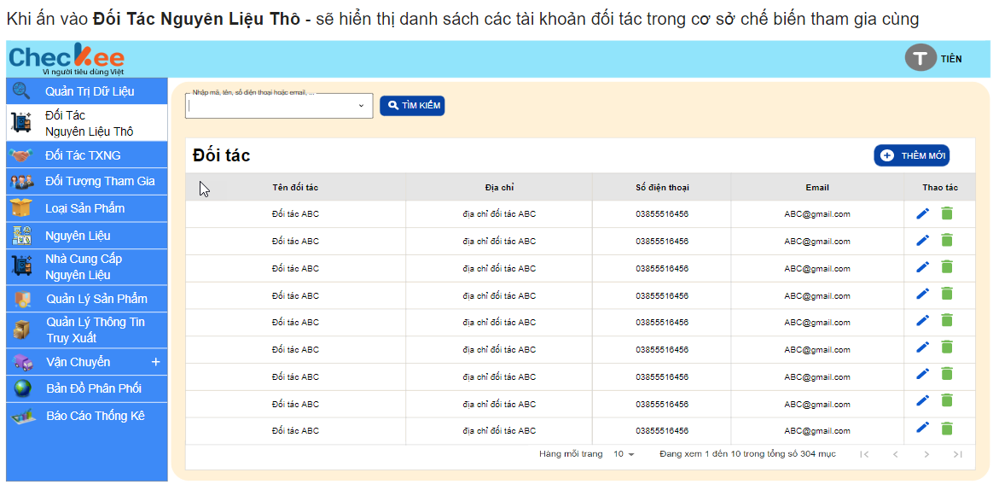 Khi ấn vào Đối Tác Nguyên Liệu Thô - sẽ hiển thị danh sách các tài khoản đối tác trong cơ sở chế biến tham gia cùng
Checkee
Vì người tiêu dùng Việt
T TIÊN
Quản Trị Dữ Liệu
Đối Tác
Nguyên Liệu Thô
Đối Tác TXNG
Đối Tượng Tham Gia
Loại Sản Phẩm
Nguyên Liệu
Nhà Cung Cấp
Nguyên Liệu
Quản Lý Sản Phẩm
Quản Lý Thông Tin
Truy Xuất
Vận Chuyển +
Bản Đồ Phân Phối
Báo Cáo Thống Kê
Nhập mã, tên, số điện thoại hoặc email, ...
TÌM KIẾM
Đối tác
THÊM MỚI
Tên đối tác Địa chỉ Số điện thoại Email Thao tác
Đối tác ABC địa chỉ đối tác ABC 03855516456 ABC@gmail.com
Đối tác ABC địa chỉ đối tác ABC 03855516456 ABC@gmail.com
Đối tác ABC địa chỉ đối tác ABC 03855516456 ABC@gmail.com
Đối tác ABC địa chỉ đối tác ABC 03855516456 ABC@gmail.com
Đối tác ABC địa chỉ đối tác ABC 03855516456 ABC@gmail.com
Đối tác ABC địa chỉ đối tác ABC 03855516456 ABC@gmail.com
Đối tác ABC địa chỉ đối tác ABC 03855516456 ABC@gmail.com
Đối tác ABC địa chỉ đối tác ABC 03855516456 ABC@gmail.com
Đối tác ABC địa chỉ đối tác ABC 03855516456 ABC@gmail.com
Hàng mỗi trang 10 Đang xem 1 đến 10 trong tổng số 304 mục